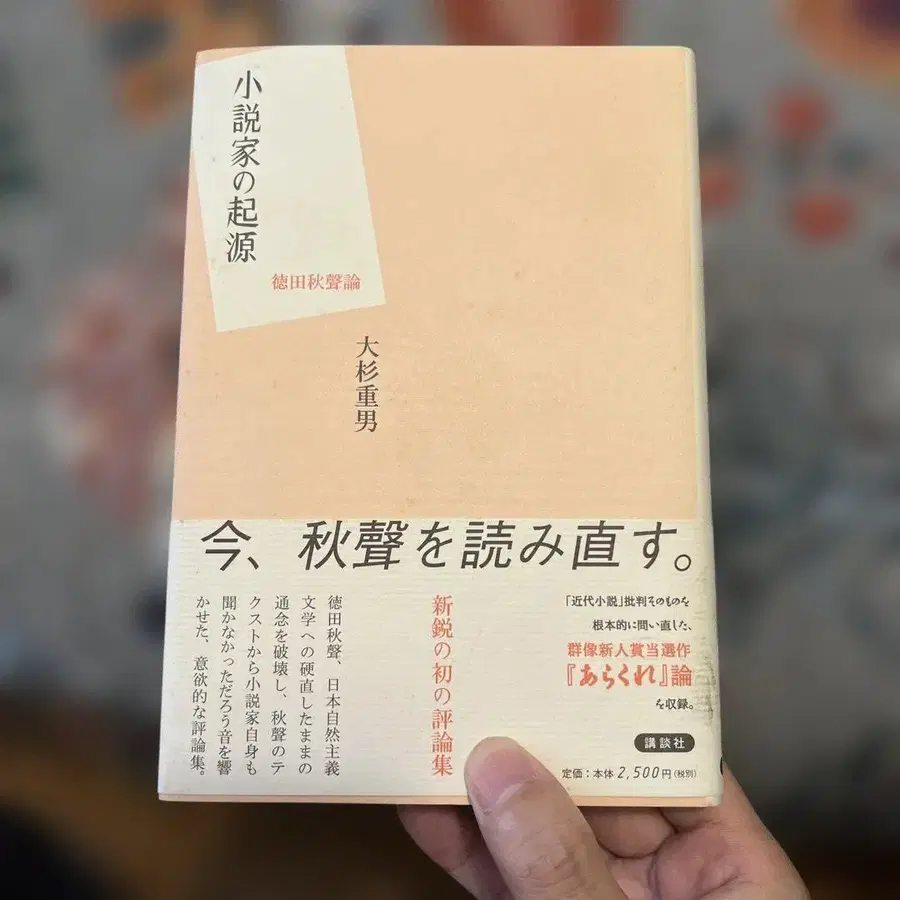 小説家の起源
徳田秋聲論
大杉重男
今、秋聲を読み直す。
「近代小説」批判そのものを
根本的に問い直した、
群像新人賞当選作
『あらくれ』論
を収録。
新鋭の初の評論集
徳田秋聲、日本自然主義
文学への硬直したままの
通念を破壊し、秋聲のテ
クストから小説家自身も
聞かなかっただろう音を響
かせた、意欲的な評論集。
講談社
定価：本体2,500円（税別）